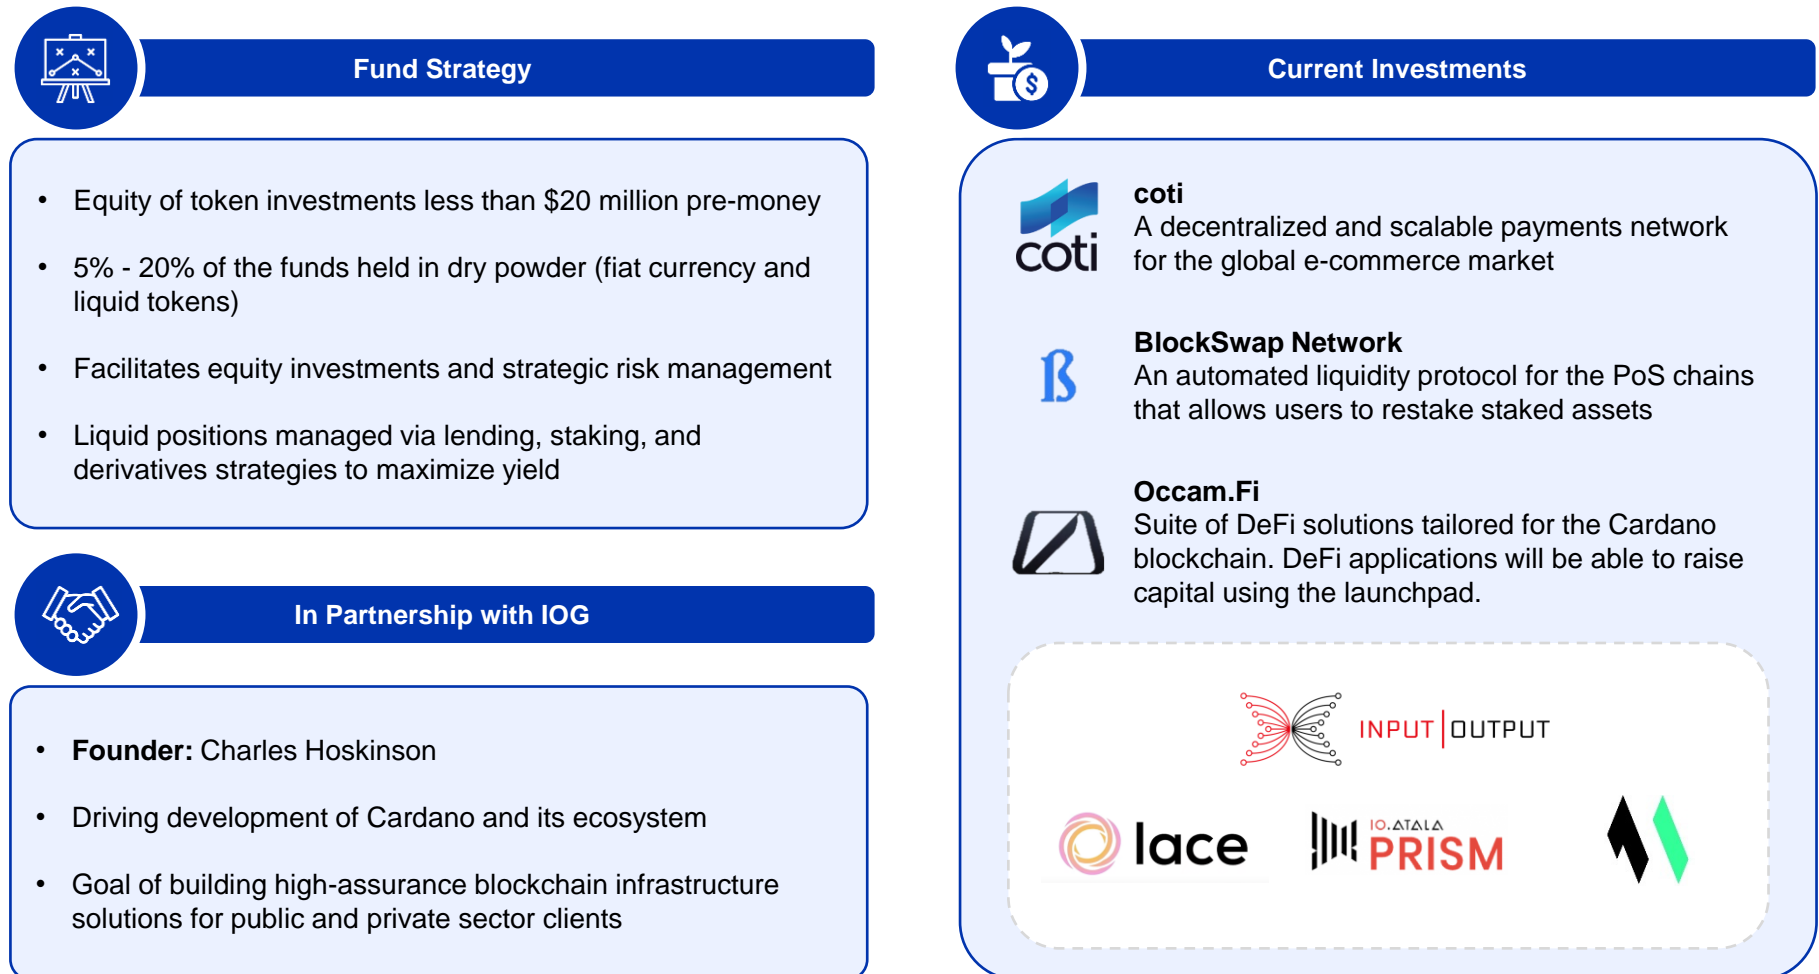 Fund Strategy
• Equity of token investments less than $20 million pre-money
• 5% - 20% of the funds held in dry powder (fiat currency and
liquid tokens)
• Facilitates equity investments and strategic risk management
• Liquid positions managed via lending, staking, and
derivatives strategies to maximize yield
In Partnership with IOG
• Founder: Charles Hoskinson
• Driving development of Cardano and its ecosystem
• Goal of building high-assurance blockchain infrastructure
solutions for public and private sector clients
Current Investments
coti
coti
A decentralized and scalable payments network
for the global e-commerce market
ß
BlockSwap Network
An automated liquidity protocol for the PoS chains
that allows users to restake staked assets
Occam.Fi
Suite of DeFi solutions tailored for the Cardano
blockchain. DeFi applications will be able to raise
capital using the launchpad.
INPUT|OUTPUT
lace
IO.ATALA
PRISM